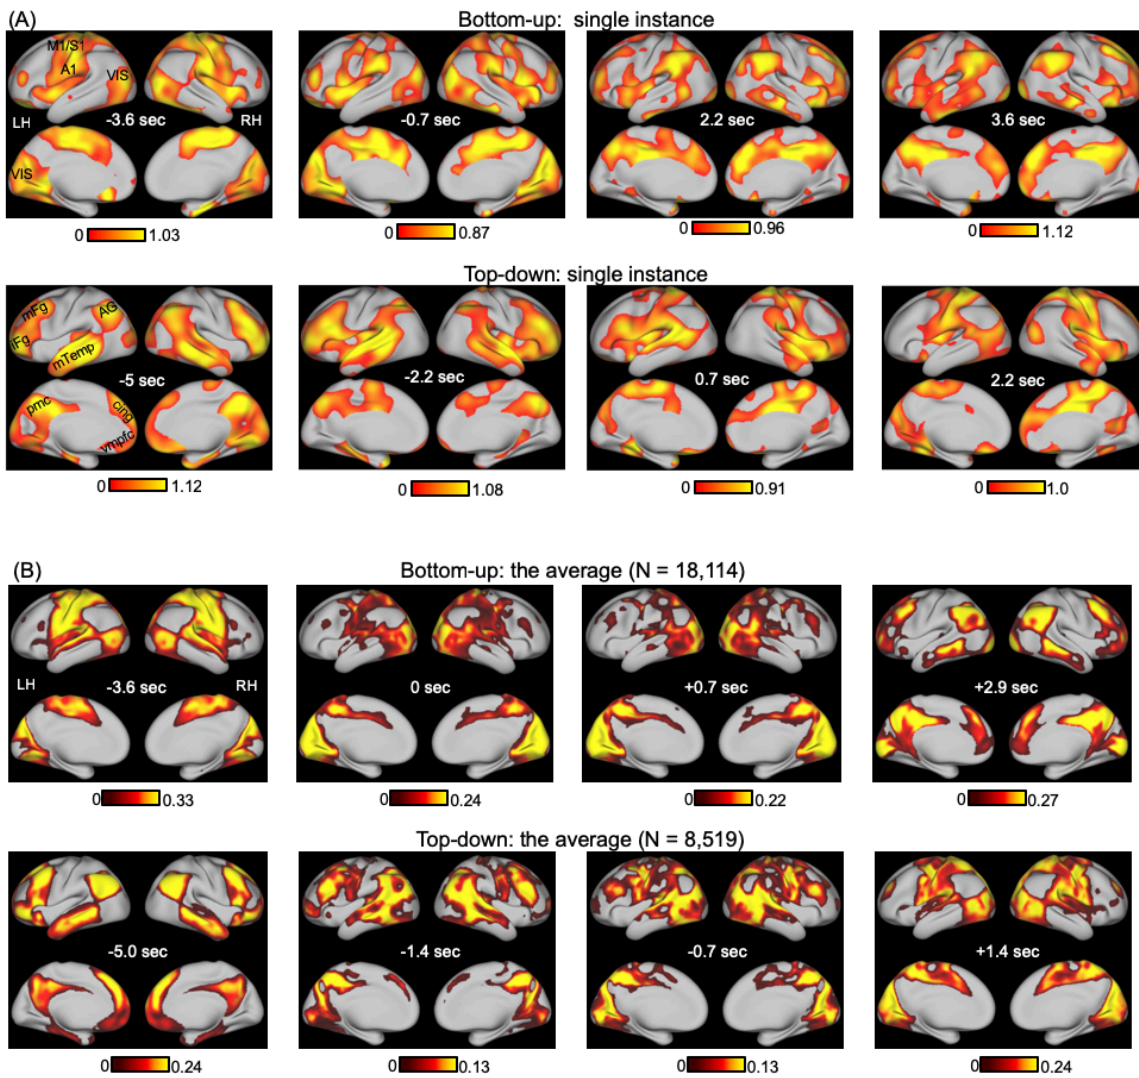 (A)
Bottom-up: single instance
M1/S1
A1
VIS
LH
-3.6 sec
RH
-0.7 sec
2.2 sec
3.6 sec
VIS
0 1.03
0 0.87
0 0.96
0 1.12
Top-down: single instance
mFg
AG
iFg
mTemp
-5 sec
-2.2 sec
0.7 sec
2.2 sec
pmc
cing
vmpfc
0 1.12
0 1.08
0 0.91
0 1.0
(B)
Bottom-up: the average (N = 18,114)
LH
-3.6 sec
RH
0 sec
+0.7 sec
+2.9 sec
0 0.33
0 0.24
0 0.22
0 0.27
Top-down: the average (N = 8,519)
-5.0 sec
-1.4 sec
-0.7 sec
+1.4 sec
0 0.24
0 0.13
0 0.13
0 0.24